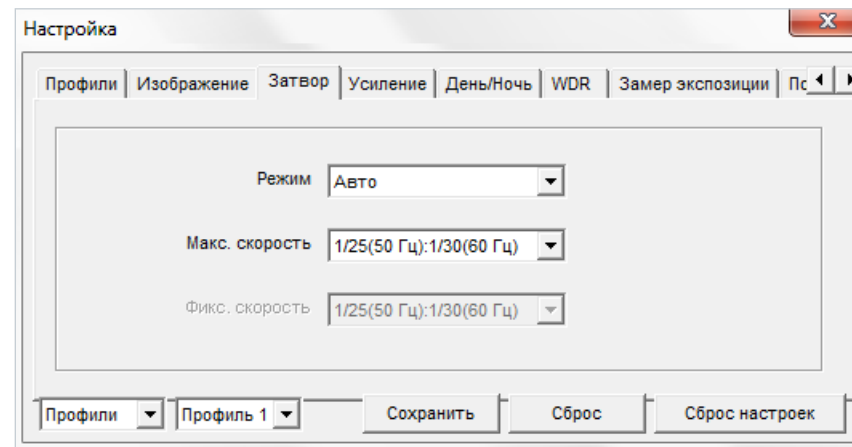 Настройка
Профили Изображение Затвор Усиление День/Ночь WDR Замер экспозиции
Режим Авто
Макс. скорость 1/25(50 Гц):1/30(60 Гц)
Фикс. скорость 1/25(50 Гц):1/30(60 Гц)
Профили Профиль 1 Сохранить Сброс Сброс настроек